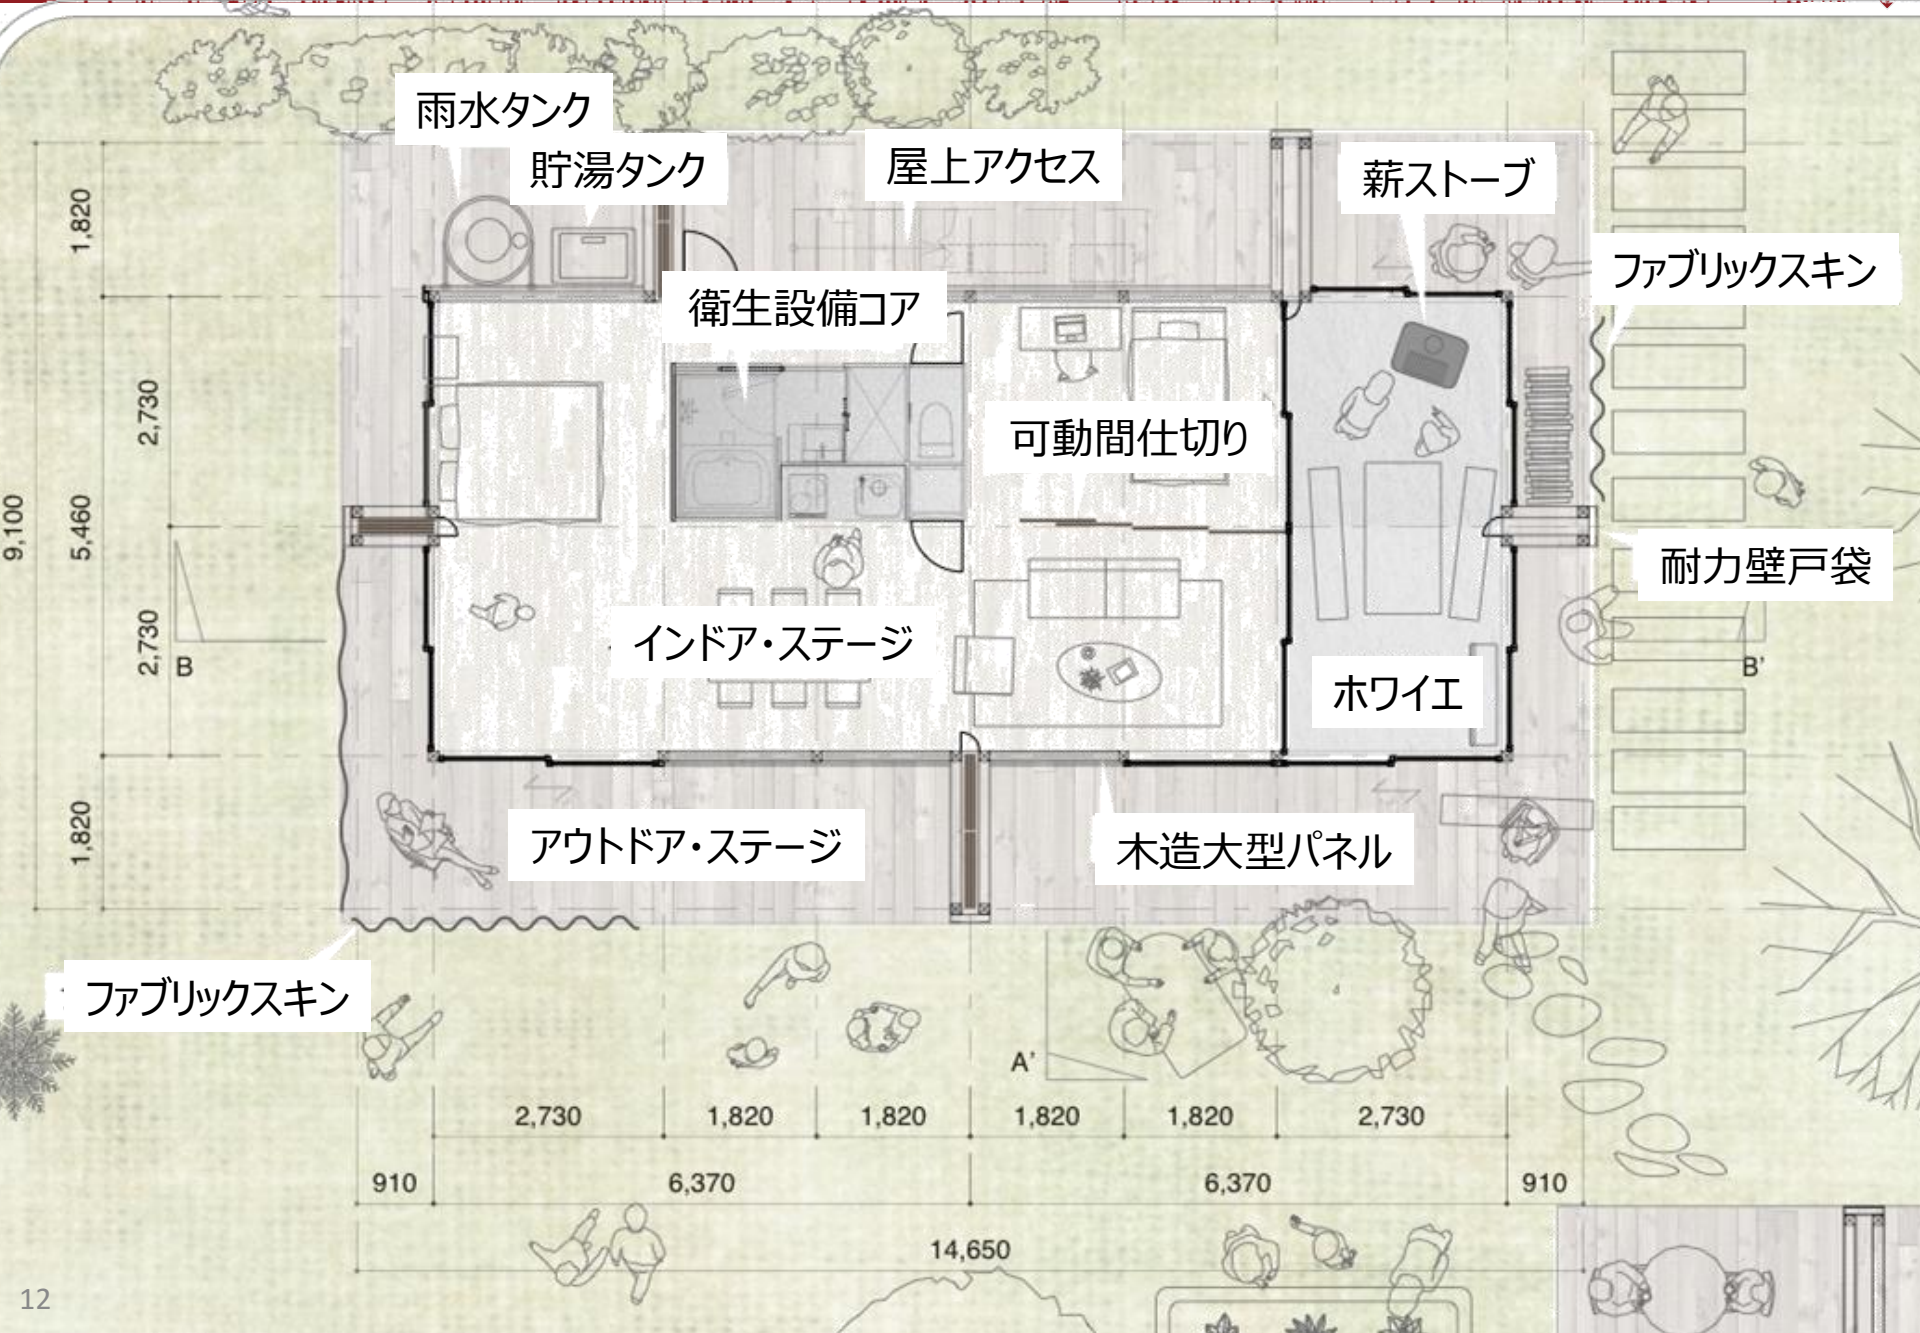 雨水タンク
貯湯タンク
屋上アクセス
薪ストーブ
ファブリックスキン
衛生設備コア
可動間仕切り
耐力壁戸袋
インドア・ステージ
ホワイエ
アウトドア・ステージ
木造大型パネル
ファブリックスキン
1,820
2,730
5,460
9,100
2,730
1,820
B
B'
A'
2,730
1,820
1,820
1,820
1,820
2,730
910
6,370
6,370
910
14,650
12